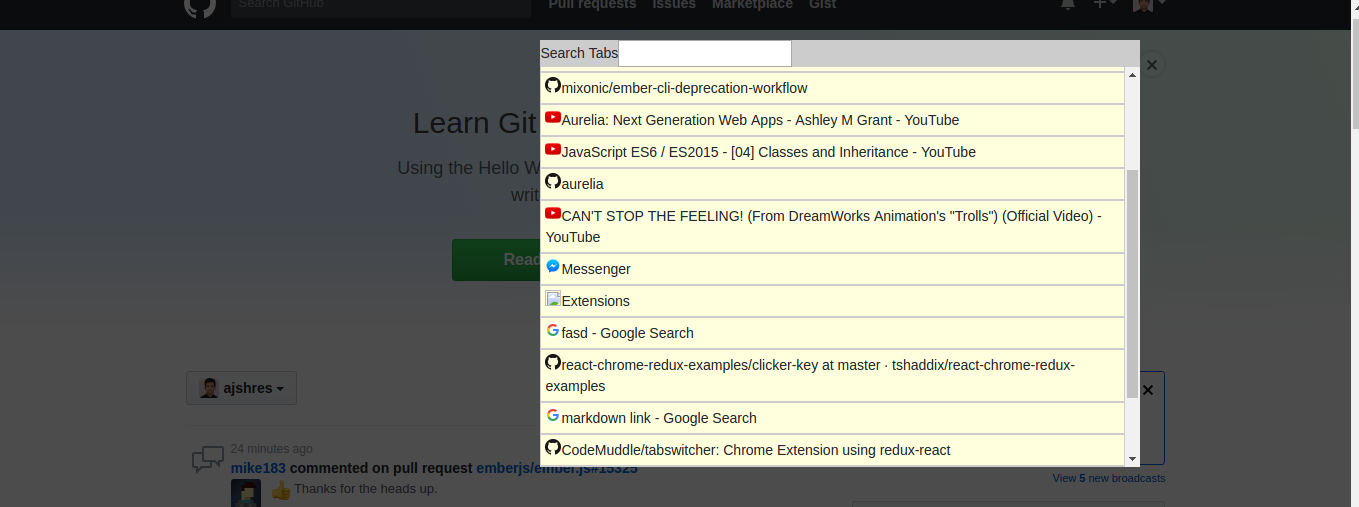 Search GitHub
Pull requests Issues Marketplace Gist
Search Tabs
mixonic/ember-cli-deprecation-workflow
Aurelia: Next Generation Web Apps - Ashley M Grant - YouTube
JavaScript ES6 / ES2015 - [04] Classes and Inheritance - YouTube
aurelia
CAN'T STOP THE FEELING! (From DreamWorks Animation's "Trolls") (Official Video) -
YouTube
Messenger
Extensions
fasd - Google Search
react-chrome-redux-examples/clicker-key at master · tshaddix/react-chrome-redux-
examples
markdown link - Google Search
CodeMuddle/tabswitcher: Chrome Extension using redux-react
Learn Git
Using the Hello W
writ
Read
ajshres
24 minutes ago
mike183 commented on pull request emberjs/ember.js#15325
Thanks for the heads up.
View 5 new broadcasts